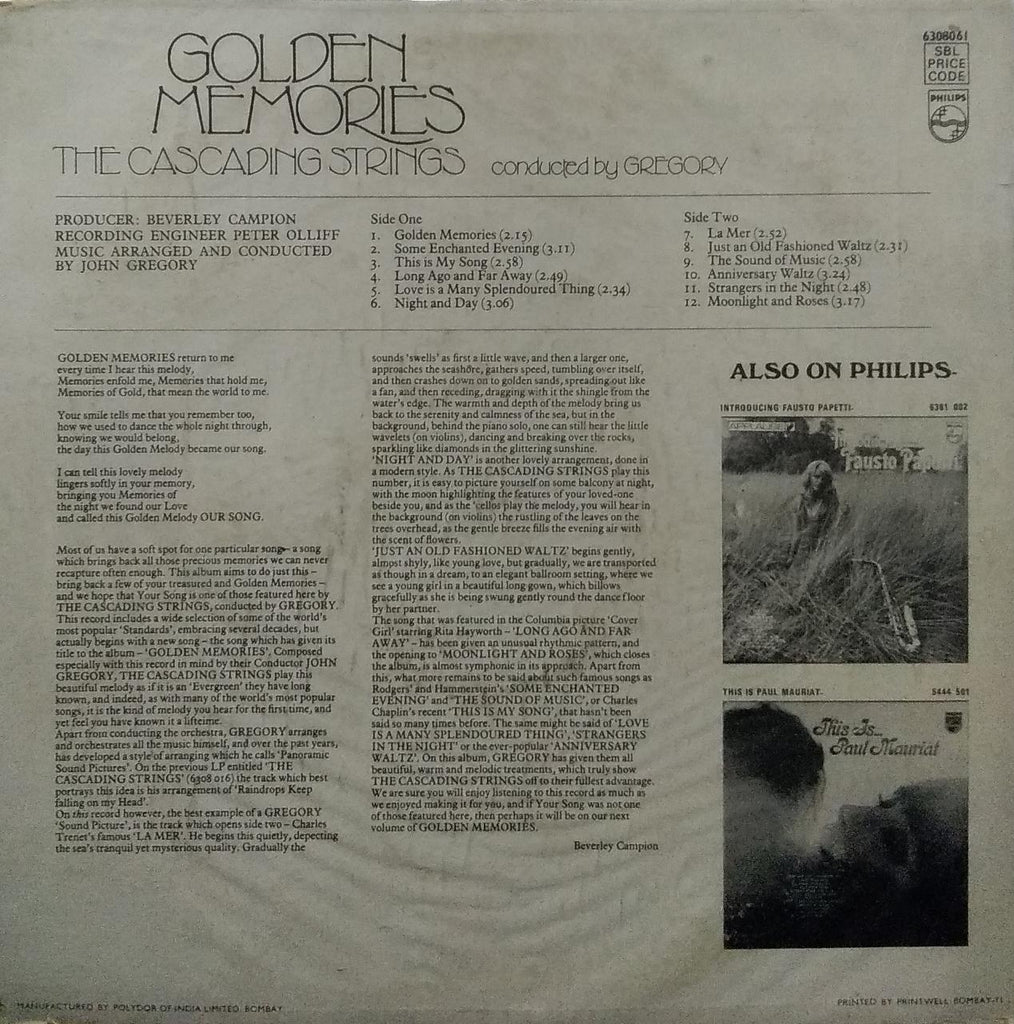 GOLDEN
MEMORIES
THE CASCADING STRINGS conducted by GREGORY
6308061
SBL
PRICE
CODE
PHILIPS
PRODUCER: BEVERLEY CAMPION
RECORDING ENGINEER PETER OLLIFF
MUSIC ARRANGED AND CONDUCTED
BY JOHN GREGORY
Side One
1. Golden Memories (2.15)
2. Some Enchanted Evening (3.11)
3. This is My Song (2.58)
4. Long Ago and Far Away (2.49)
5. Love is a Many Splendoured Thing (2.34)
6. Night and Day (3.06)
Side Two
7. La Mer (2.52)
8. Just an Old Fashioned Waltz (2.31)
9. The Sound of Music (2.58)
10. Anniversary Waltz (3.24)
11. Strangers in the Night (2.48)
12. Moonlight and Roses (3.17)
GOLDEN MEMORIES return to me
every time I hear this melody,
Memories enfold me, Memories that hold me,
Memories of Gold, that mean the world to me.
Your smile tells me that you remember too,
how we used to dance the whole night through,
knowing we would belong,
the day this Golden Melody became our song.
I can tell this lovely melody
lingers softly in your memory,
bringing you Memories of
the night we found our Love
and called this Golden Melody OUR SONG.
Most of us have a soft spot for one particular song – a song
which brings back all those precious memories we can never
recapture often enough. This album aims to do just this –
bring back a few of your treasured and Golden Memories –
and we hope that Your Song is one of those featured here by
THE CASCADING STRINGS, conducted by GREGORY.
This record includes a wide selection of some of the world's
most popular 'Standards', embracing several decades, but
actually begins with a new song – the song which has given its
title to the album – 'GOLDEN MEMORIES'. Composed
especially with this record in mind by their Conductor JOHN
GREGORY, THE CASCADING STRINGS play this
beautiful melody as if it is an 'Evergreen' they have long
known, and indeed, as with many of the world's most popular
songs, it is the kind of melody you hear for the first time, and
yet feel you have known it a lifetime.
Apart from conducting the orchestra, GREGORY arranges
and orchestrates all the music himself, and over the past years,
has developed a style of arranging which he calls 'Panoramic
Sound Pictures'. On the previous LP entitled 'THE
CASCADING STRINGS' (6308 016) the track which best
portrays this idea is his arrangement of 'Raindrops Keep
falling on my Head'.
On this record however, the best example of a GREGORY
'Sound Picture', is the track which opens side two – Charles
Trenet's famous 'LA MER'. He begins this quietly, depecting
the sea's tranquil yet mysterious quality. Gradually the
sounds 'swells' as first a little wave, and then a larger one,
approaches the seashore, gathers speed, tumbling over itself,
and then crashes down on to golden sands, spreading out like
a fan, and then receding, dragging with it the shingle from the
water's edge. The warmth and depth of the melody bring us
back to the serenity and calmness of the sea, but in the
background, behind the piano solo, one can still hear the little
wavelets (on violins), dancing and breaking over the rocks,
sparkling like diamonds in the glittering sunshine.
'NIGHT AND DAY' is another lovely arrangement, done in
a modern style. As THE CASCADING STRINGS play this
number, it is easy to picture yourself on some balcony at night,
with the moon highlighting the features of your loved-one
beside you, and as the 'cellos play the melody, you will hear in
the background (on violins) the rustling of the leaves on the
trees overhead, as the gentle breeze fills the evening air with
the scent of flowers.
'JUST AN OLD FASHIONED WALTZ' begins gently,
almost shyly, like young love, but gradually, we are transported
as though in a dream, to an elegant ballroom setting, where we
see a young girl in a beautiful long gown, which billows
gracefully as she is being swung gently round the dance floor
by her partner.
The song that was featured in the Columbia picture 'Cover
Girl' starring Rita Hayworth – 'LONG AGO AND FAR
AWAY' – has been given an unusual rhythmic pattern, and
the opening to 'MOONLIGHT AND ROSES', which closes
the album, is almost symphonic in its approach. Apart from
this, what more remains to be said about such famous songs as
Rodgers' and Hammerstein's 'SOME ENCHANTED
EVENING' and 'THE SOUND OF MUSIC', or Charles
Chaplin's recent 'THIS IS MY SONG', that hasn't been
said so many times before. The same might be said of 'LOVE
IS A MANY SPLENDOURED THING', 'STRANGERS
IN THE NIGHT' or the ever-popular 'ANNIVERSARY
WALTZ'. On this album, GREGORY has given them all
beautiful, warm and melodic treatments, which truly show
THE CASCADING STRINGS off to their fullest advantage.
We are sure you will enjoy listening to this record as much as
we enjoyed making it for you, and if Your Song was not one
of those featured here, then perhaps it will be on our next
volume of GOLDEN MEMORIES.
Beverley Campion
ALSO ON PHILIPS-
INTRODUCING FAUSTO PAPETTI. 6361 002
Fausto Papetti
THIS IS PAUL MAURIAT. 5444 501
This Is...
Paul Mauriat
MANUFACTURED BY POLYDOR OF INDIA LIMITED. BOMBAY
PRINTED BY PRINSWELL BOMBAY-11